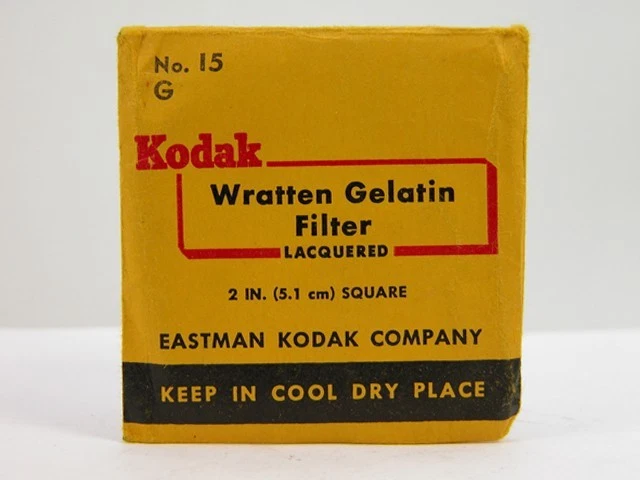 No. 15
G
Kodak
Wratten Gelatin
Filter
LACQUERED
2 IN. (5.1 cm) SQUARE
EASTMAN KODAK COMPANY
KEEP IN COOL DRY PLACE